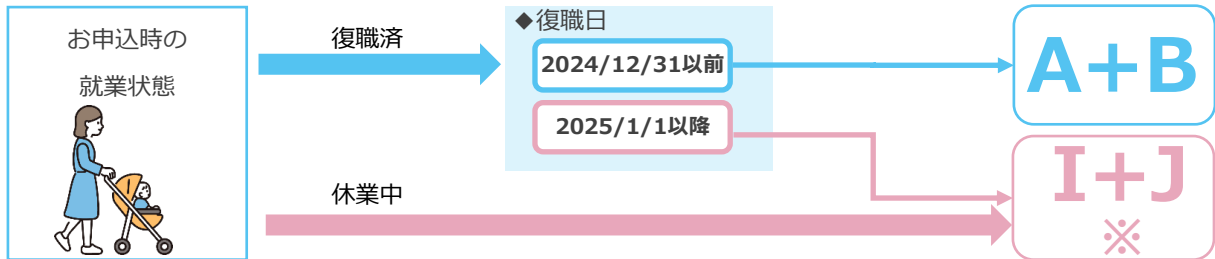 お申込時の
就業状態
復職済
◆復職日
2024/12/31以前
2025/1/1以降
A+B
休業中
I+J
※